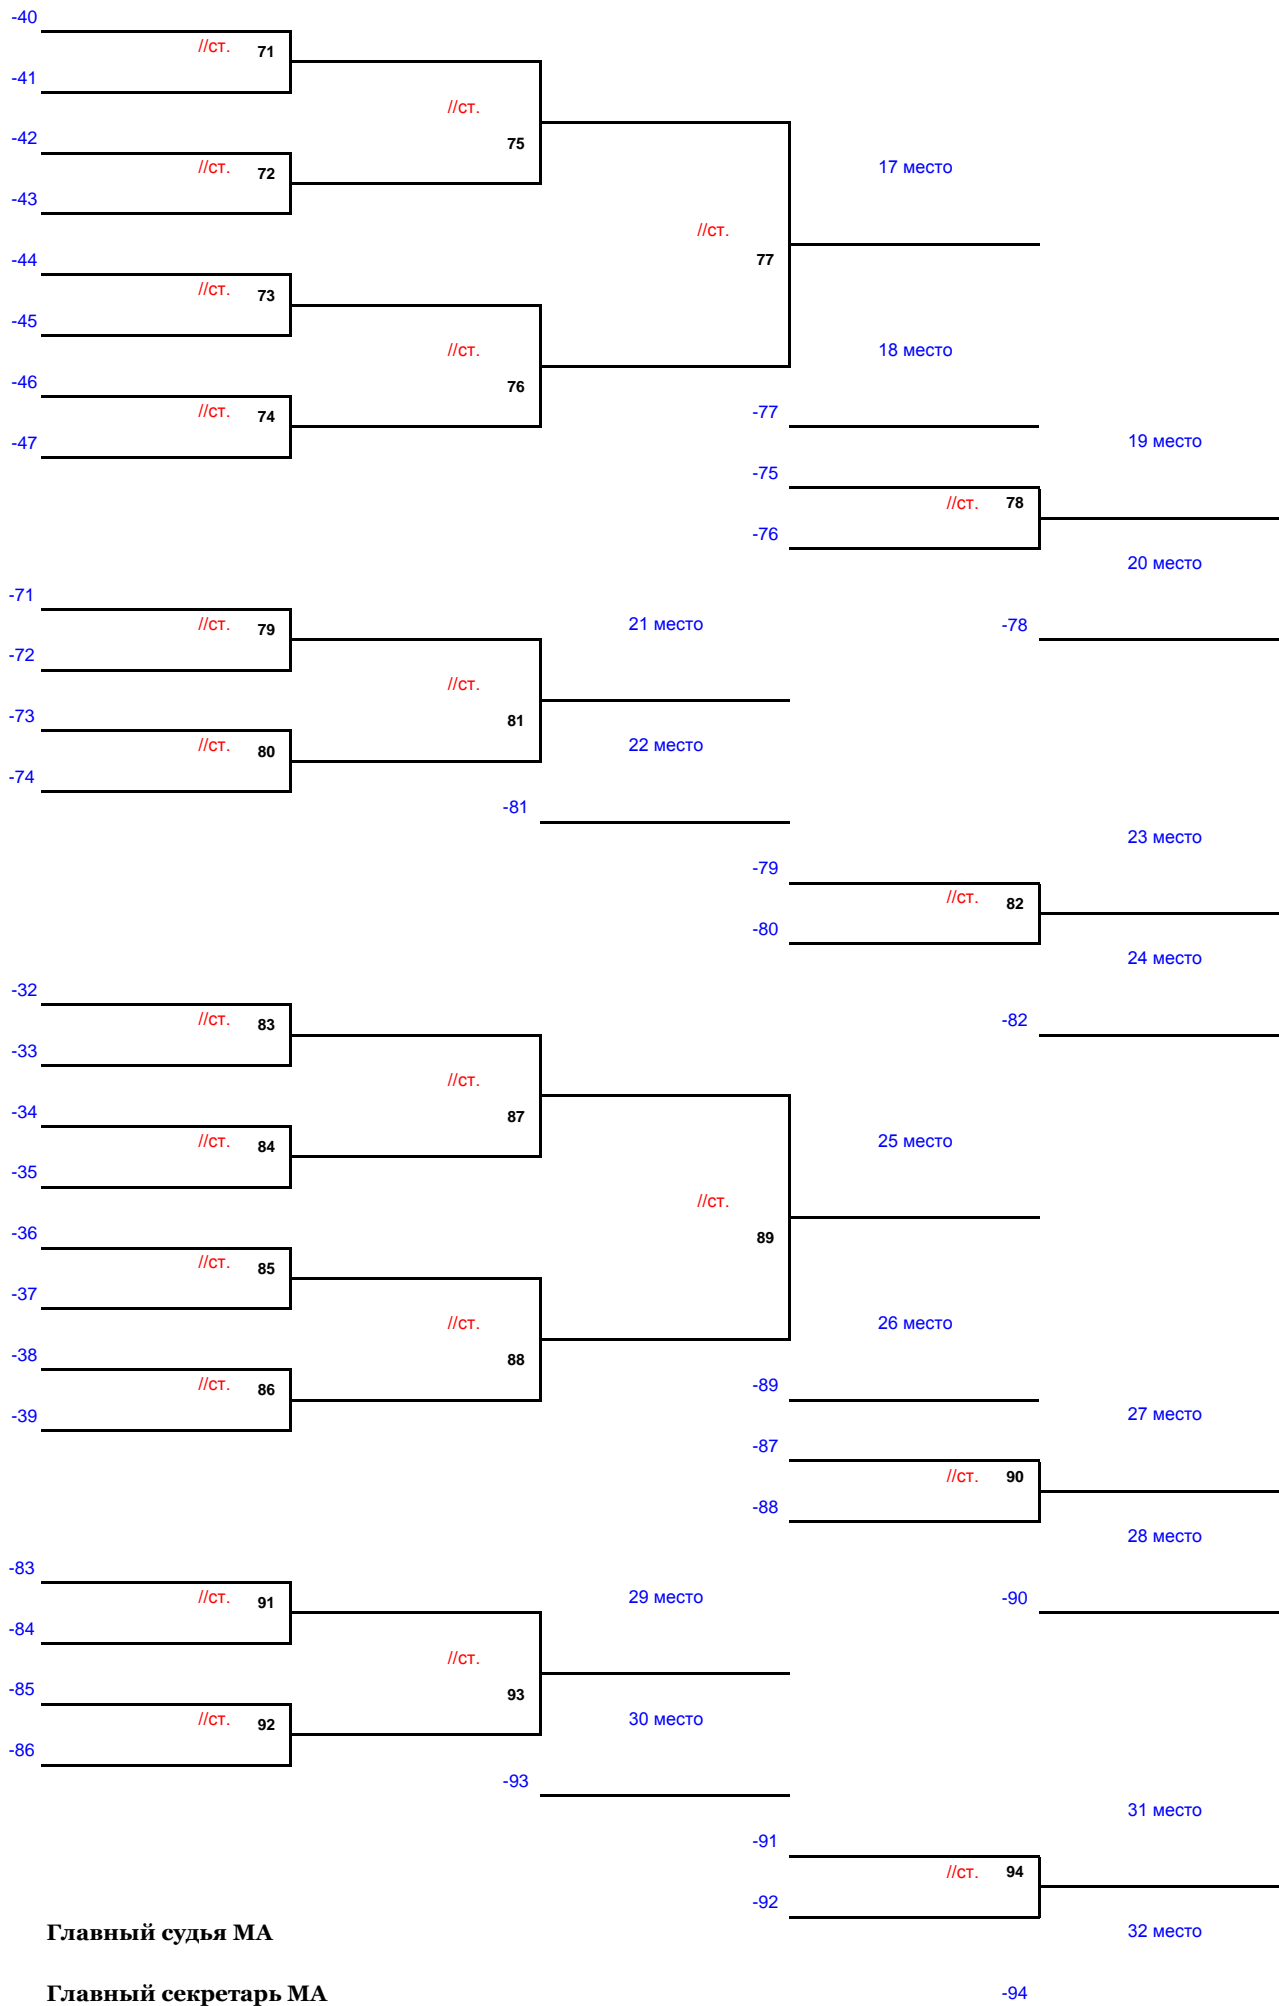 -40
//ст. 71
-41
//ст.
75
-42
//ст. 72
17 место
-43
//ст.
77
-44
//ст. 73
-45
//ст.
18 место
-46
76
//ст. 74
-77
-47
19 место
-75
//ст. 78
-76
20 место
-71
//ст. 79
21 место
-78
-72
//ст.
-73
81
//ст. 80
22 место
-74
-81
23 место
-79
//ст. 82
-80
24 место
-32
//ст. 83
-82
-33
//ст.
-34
87
//ст. 84
25 место
-35
//ст.
-36
89
//ст. 85
-37
//ст.
26 место
-38
88
//ст. 86
-89
-39
27 место
-87
//ст. 90
-88
28 место
-83
//ст. 91
29 место
-90
-84
//ст.
-85
93
//ст. 92
30 место
-86
-93
31 место
-91
//ст. 94
-92
Главный судья МА
32 место
Главный секретарь МА
-94